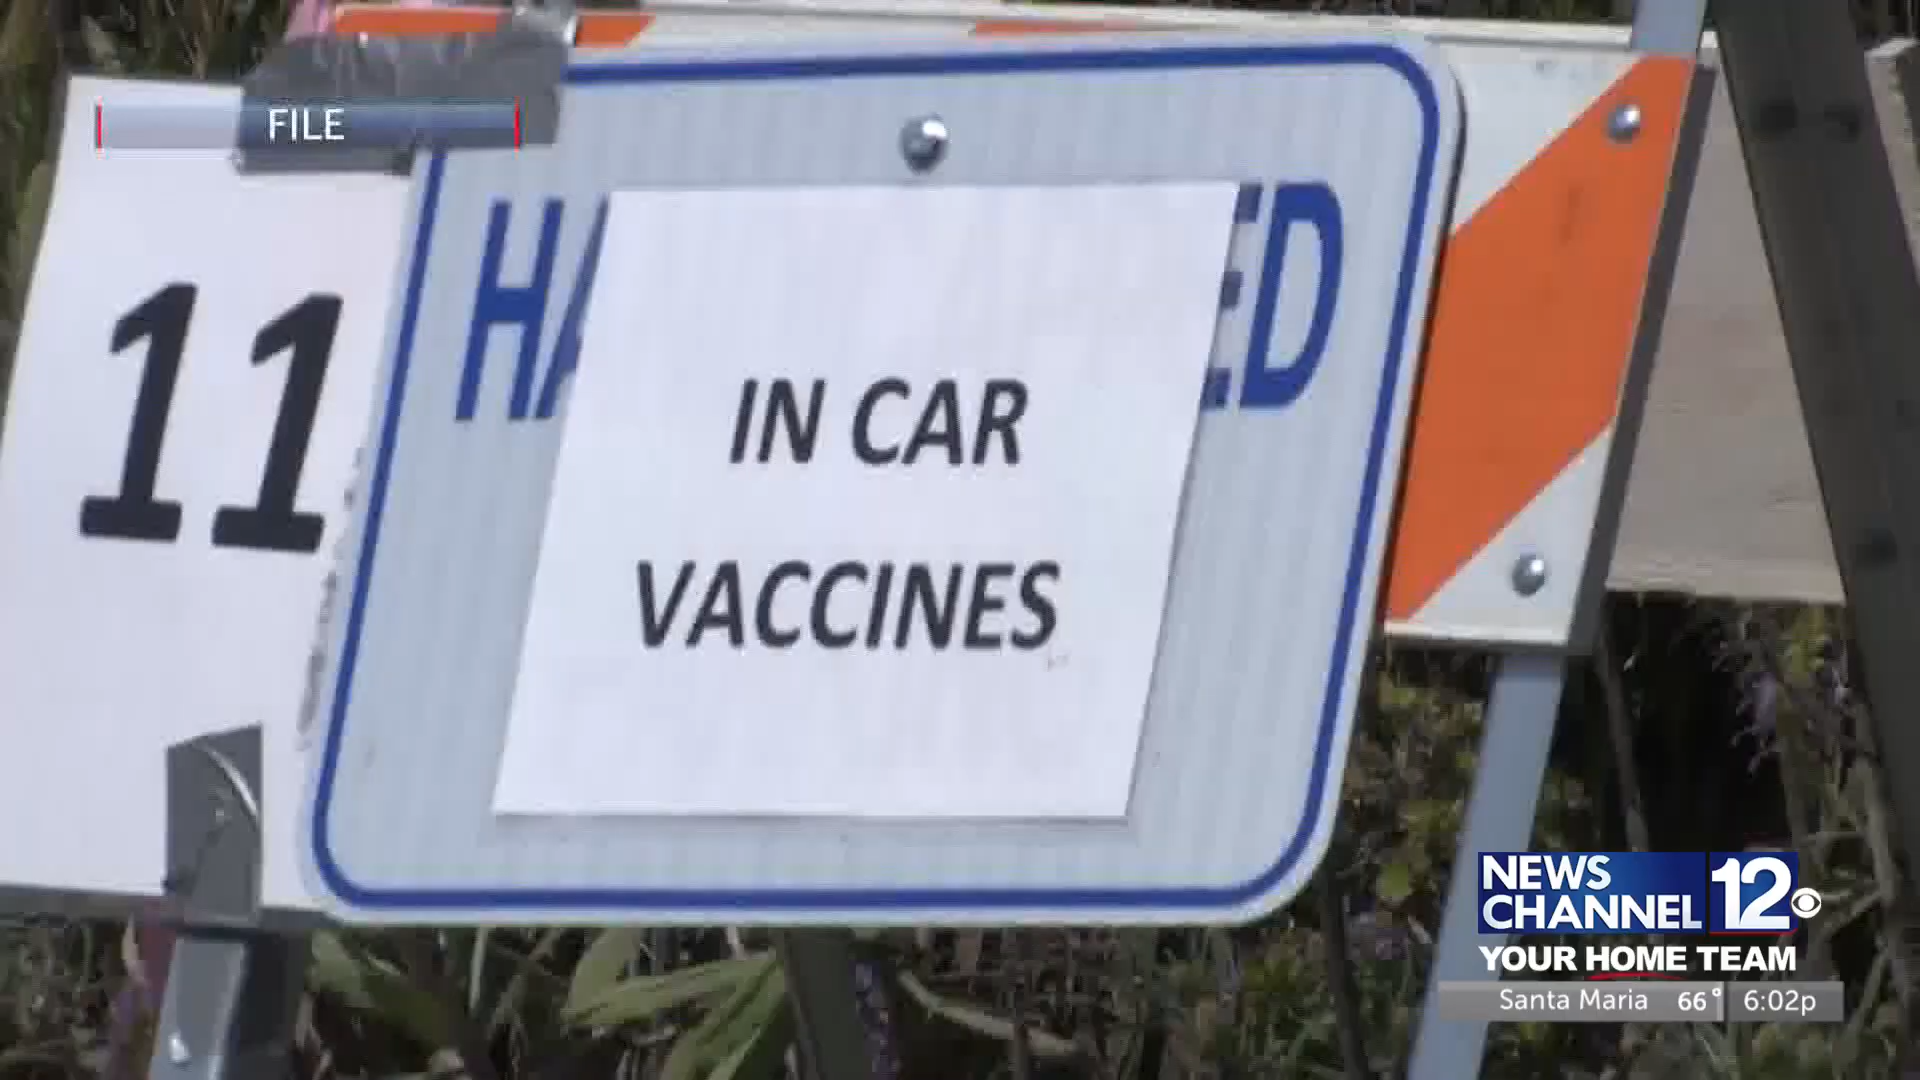 FILE
11
IN CAR
VACCINES
NEWS
CHANNEL 12
YOUR HOME TEAM
Santa Maria 66° 6:02p